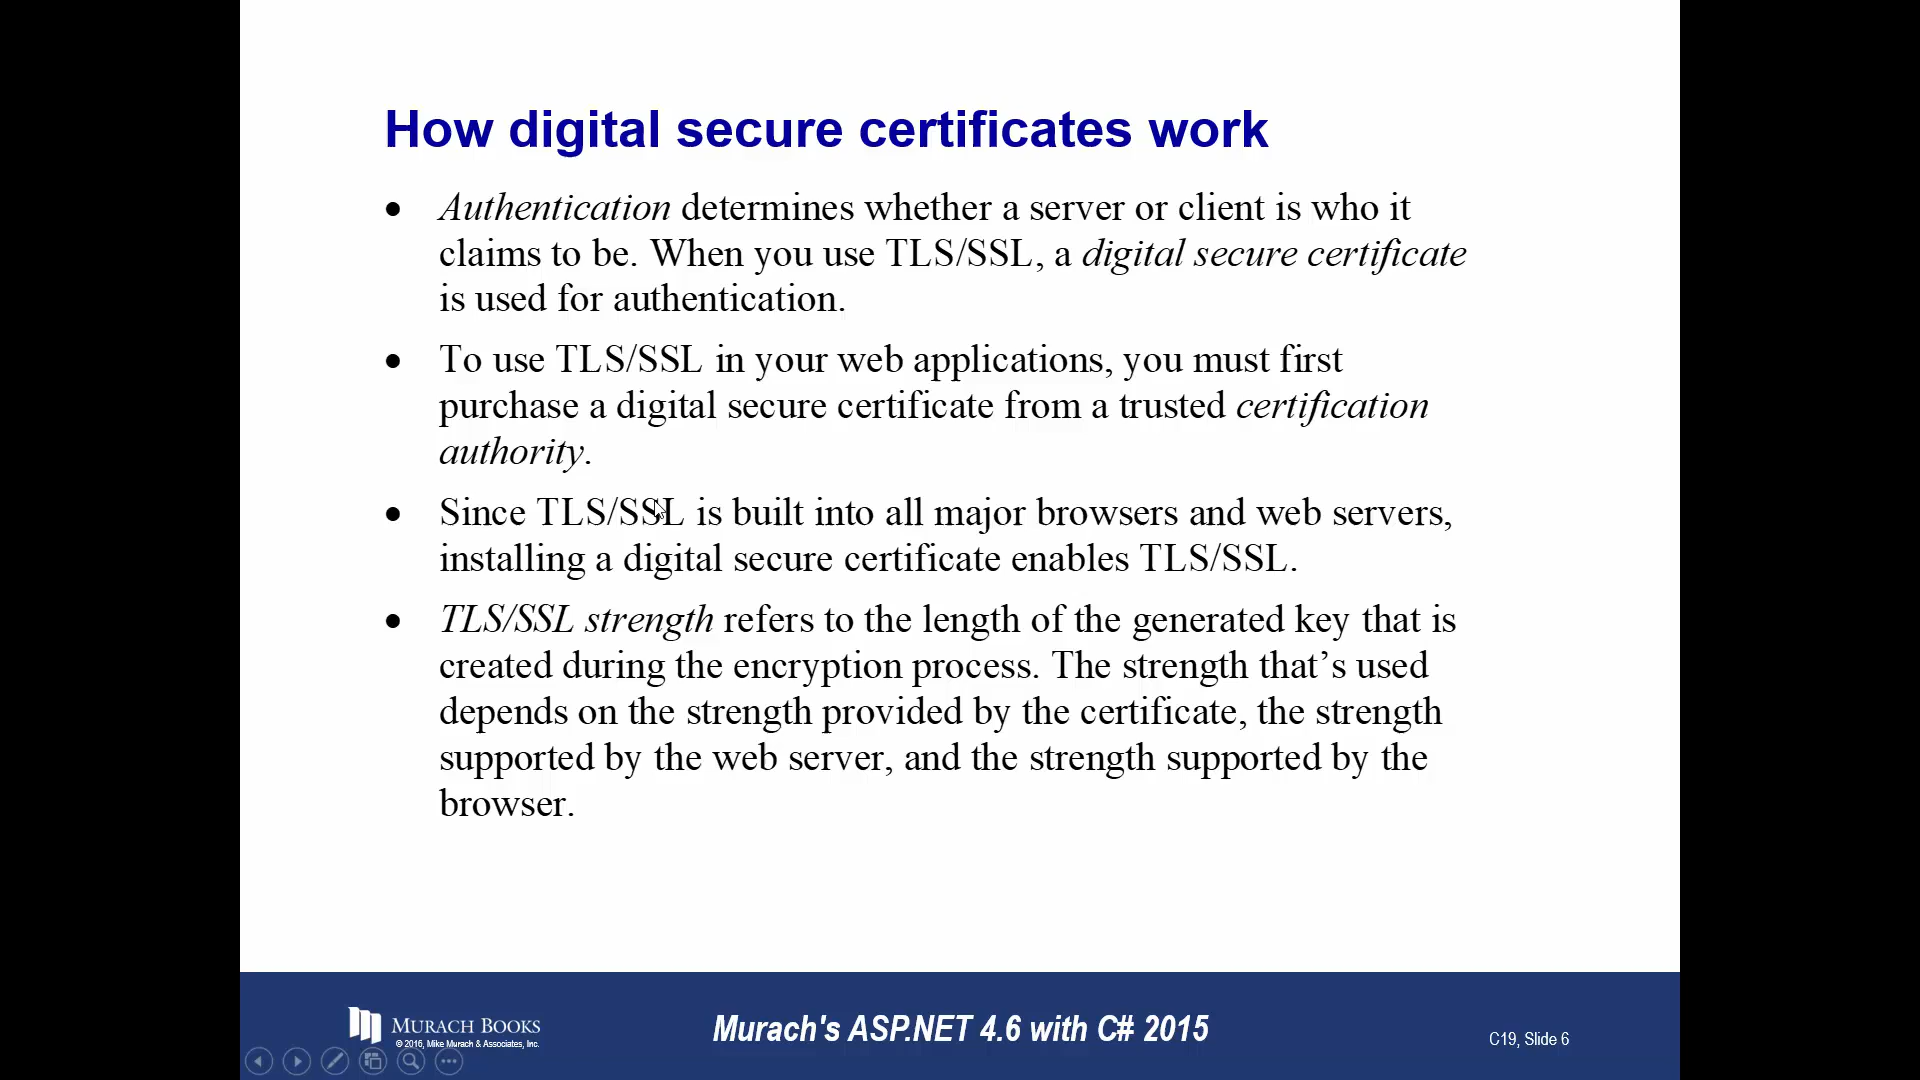 How digital secure certificates work
• Authentication determines whether a server or client is who it
claims to be. When you use TLS/SSL, a digital secure certificate
is used for authentication.
• To use TLS/SSL in your web applications, you must first
purchase a digital secure certificate from a trusted certification
authority.
• Since TLS/SSL is built into all major browsers and web servers,
installing a digital secure certificate enables TLS/SSL.
• TLS/SSL strength refers to the length of the generated key that is
created during the encryption process. The strength that’s used
depends on the strength provided by the certificate, the strength
supported by the web server, and the strength supported by the
browser.
MURACH BOOKS
© 2016, Mike Murach & Associates, Inc.
Murach's ASP.NET 4.6 with C# 2015
C19, Slide 6